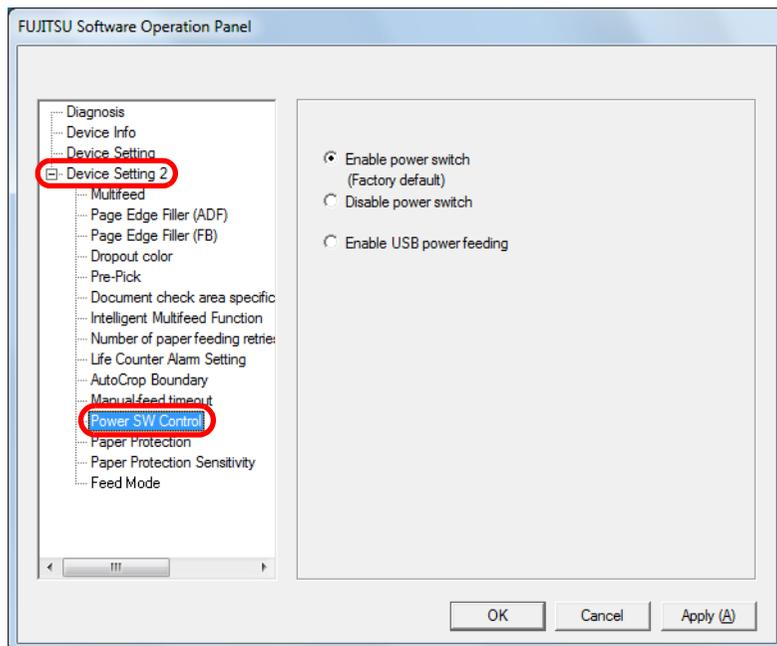 FUJITSU Software Operation Panel
Diagnosis
Device Info
Device Setting
Device Setting 2
Multifeed
Page Edge Filler (ADF)
Page Edge Filler (FB)
Dropout color
Pre-Pick
Document check area specific
Intelligent Multifeed Function
Number of paper feeding retries
Life Counter Alarm Setting
AutoCrop Boundary
Manual-feed timeout
Power SW Control
Paper Protection
Paper Protection Sensitivity
Feed Mode
Enable power switch
(Factory default)
Disable power switch
Enable USB power feeding
OK
Cancel
Apply (A)